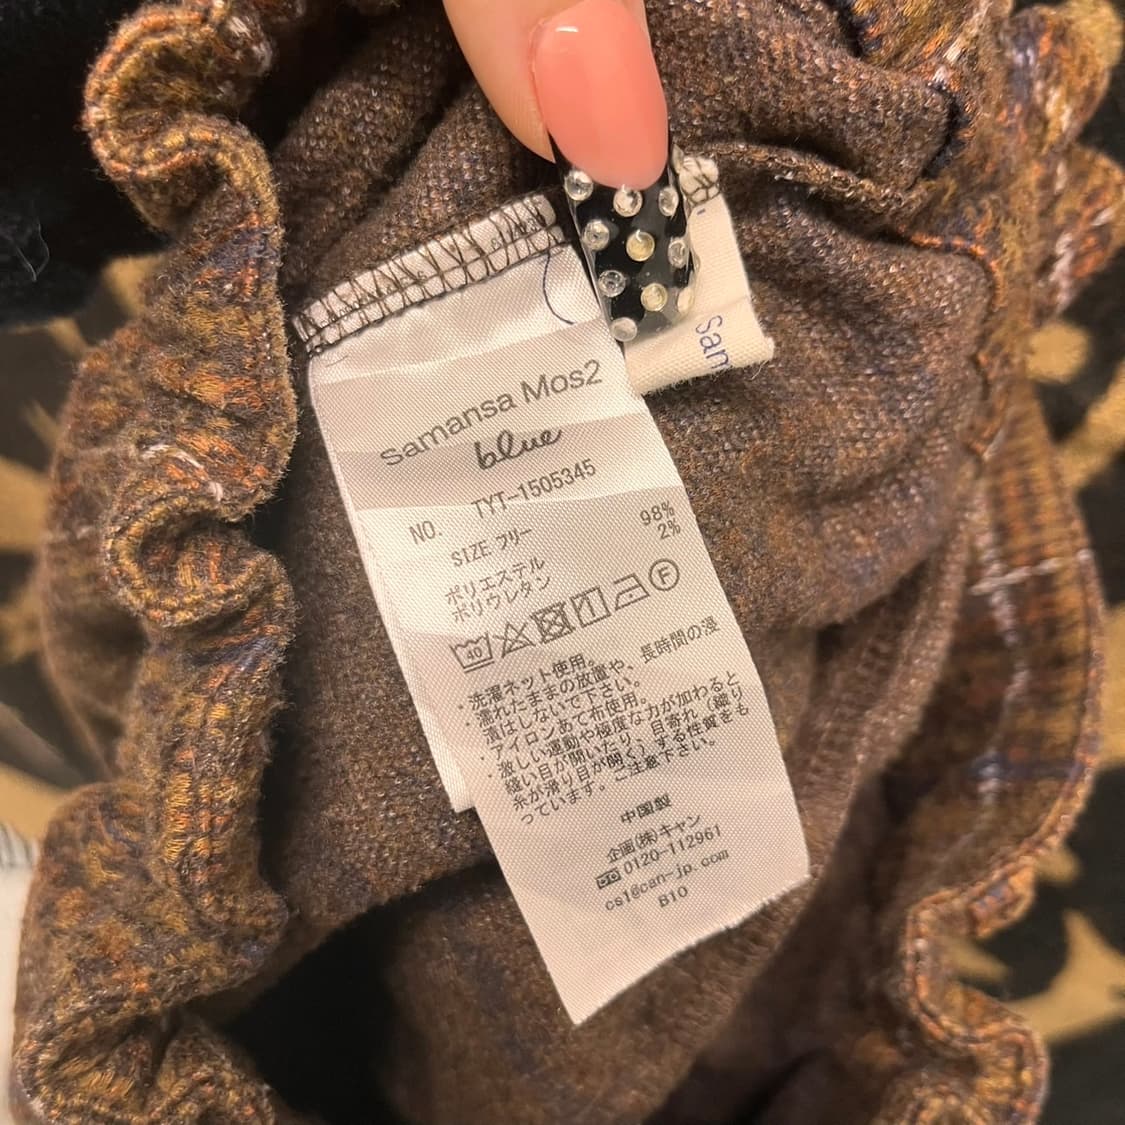 Samansa Mos2
blue
NO. TYT-1505345
SIZE フリー
ポリエステル 98%
ポリウレタン 2%
40 F
・洗濯ネット使用。
・濡れたままの放置や、長時間の浸
漬はしないで下さい。
・アイロンあて布使用。
・激しい運動や極度な力が加わると
縫い目が開いたり、目寄れ（織り
糸が滑り目が開く）する性質をも
っています。ご注意下さい。
中国製
企画(株)キャン
0120-112961
cs1@can-jp.com
B10
Sam